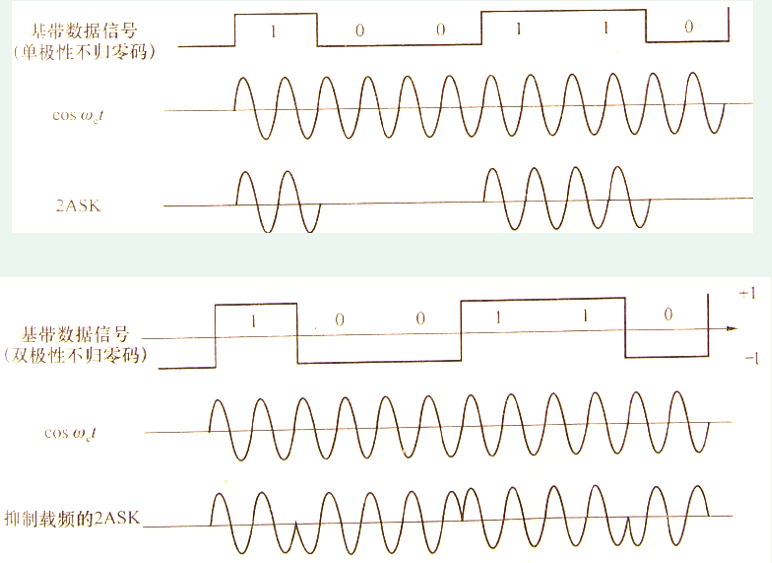 基带数据信号
(单极性不归零码)
1 0 0 1 1 0
cos ω_c t
2ASK
+1
基带数据信号
(双极性不归零码)
1 0 0 1 1 0
-1
cos ω_c t
抑制载频的2ASK